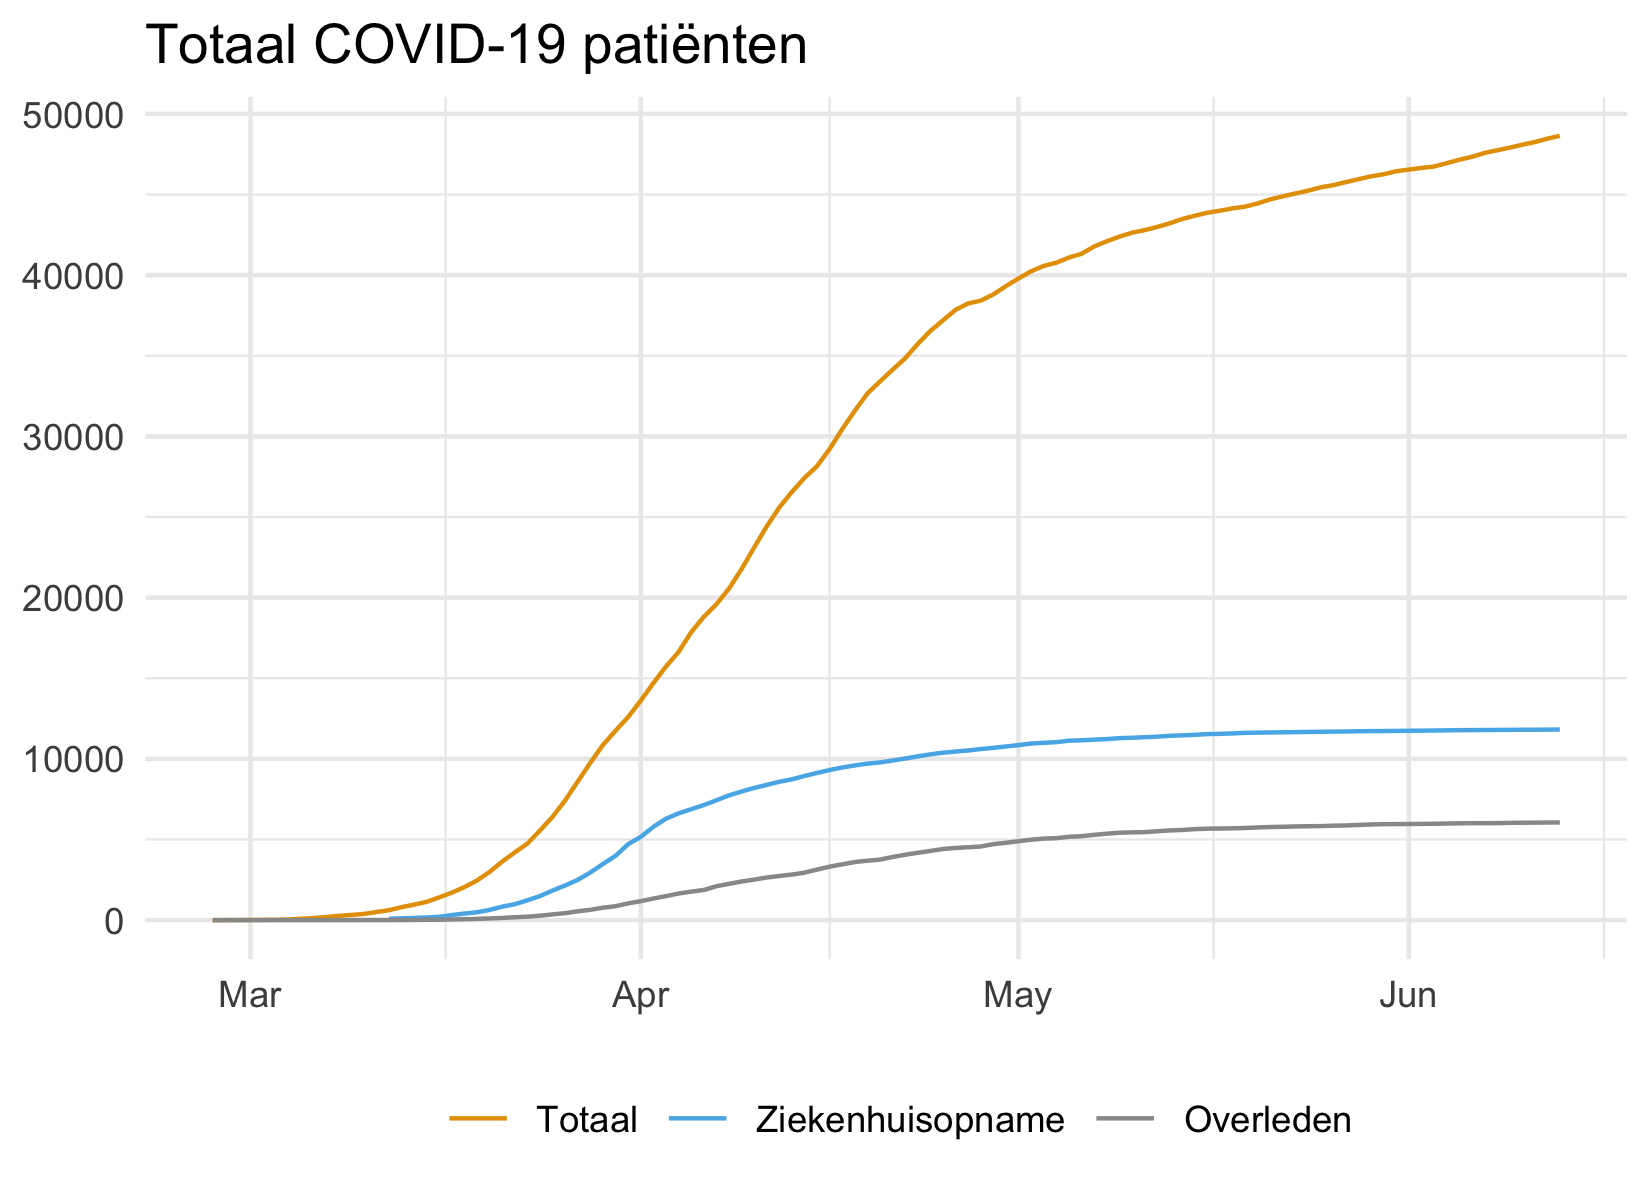 Totaal COVID-19 patiënten
50000
40000
30000
20000
10000
0
Mar Apr May Jun
Totaal Ziekenhuisopname Overleden